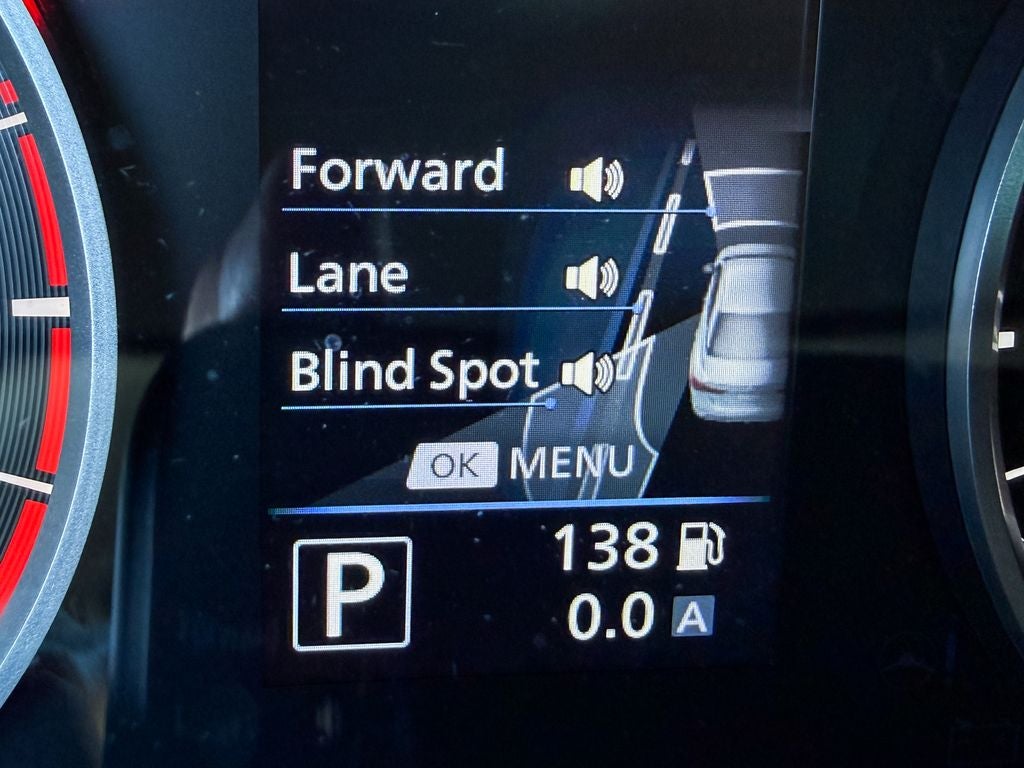 Forward
Lane
Blind Spot
OK MENU
P
138
0.0 A